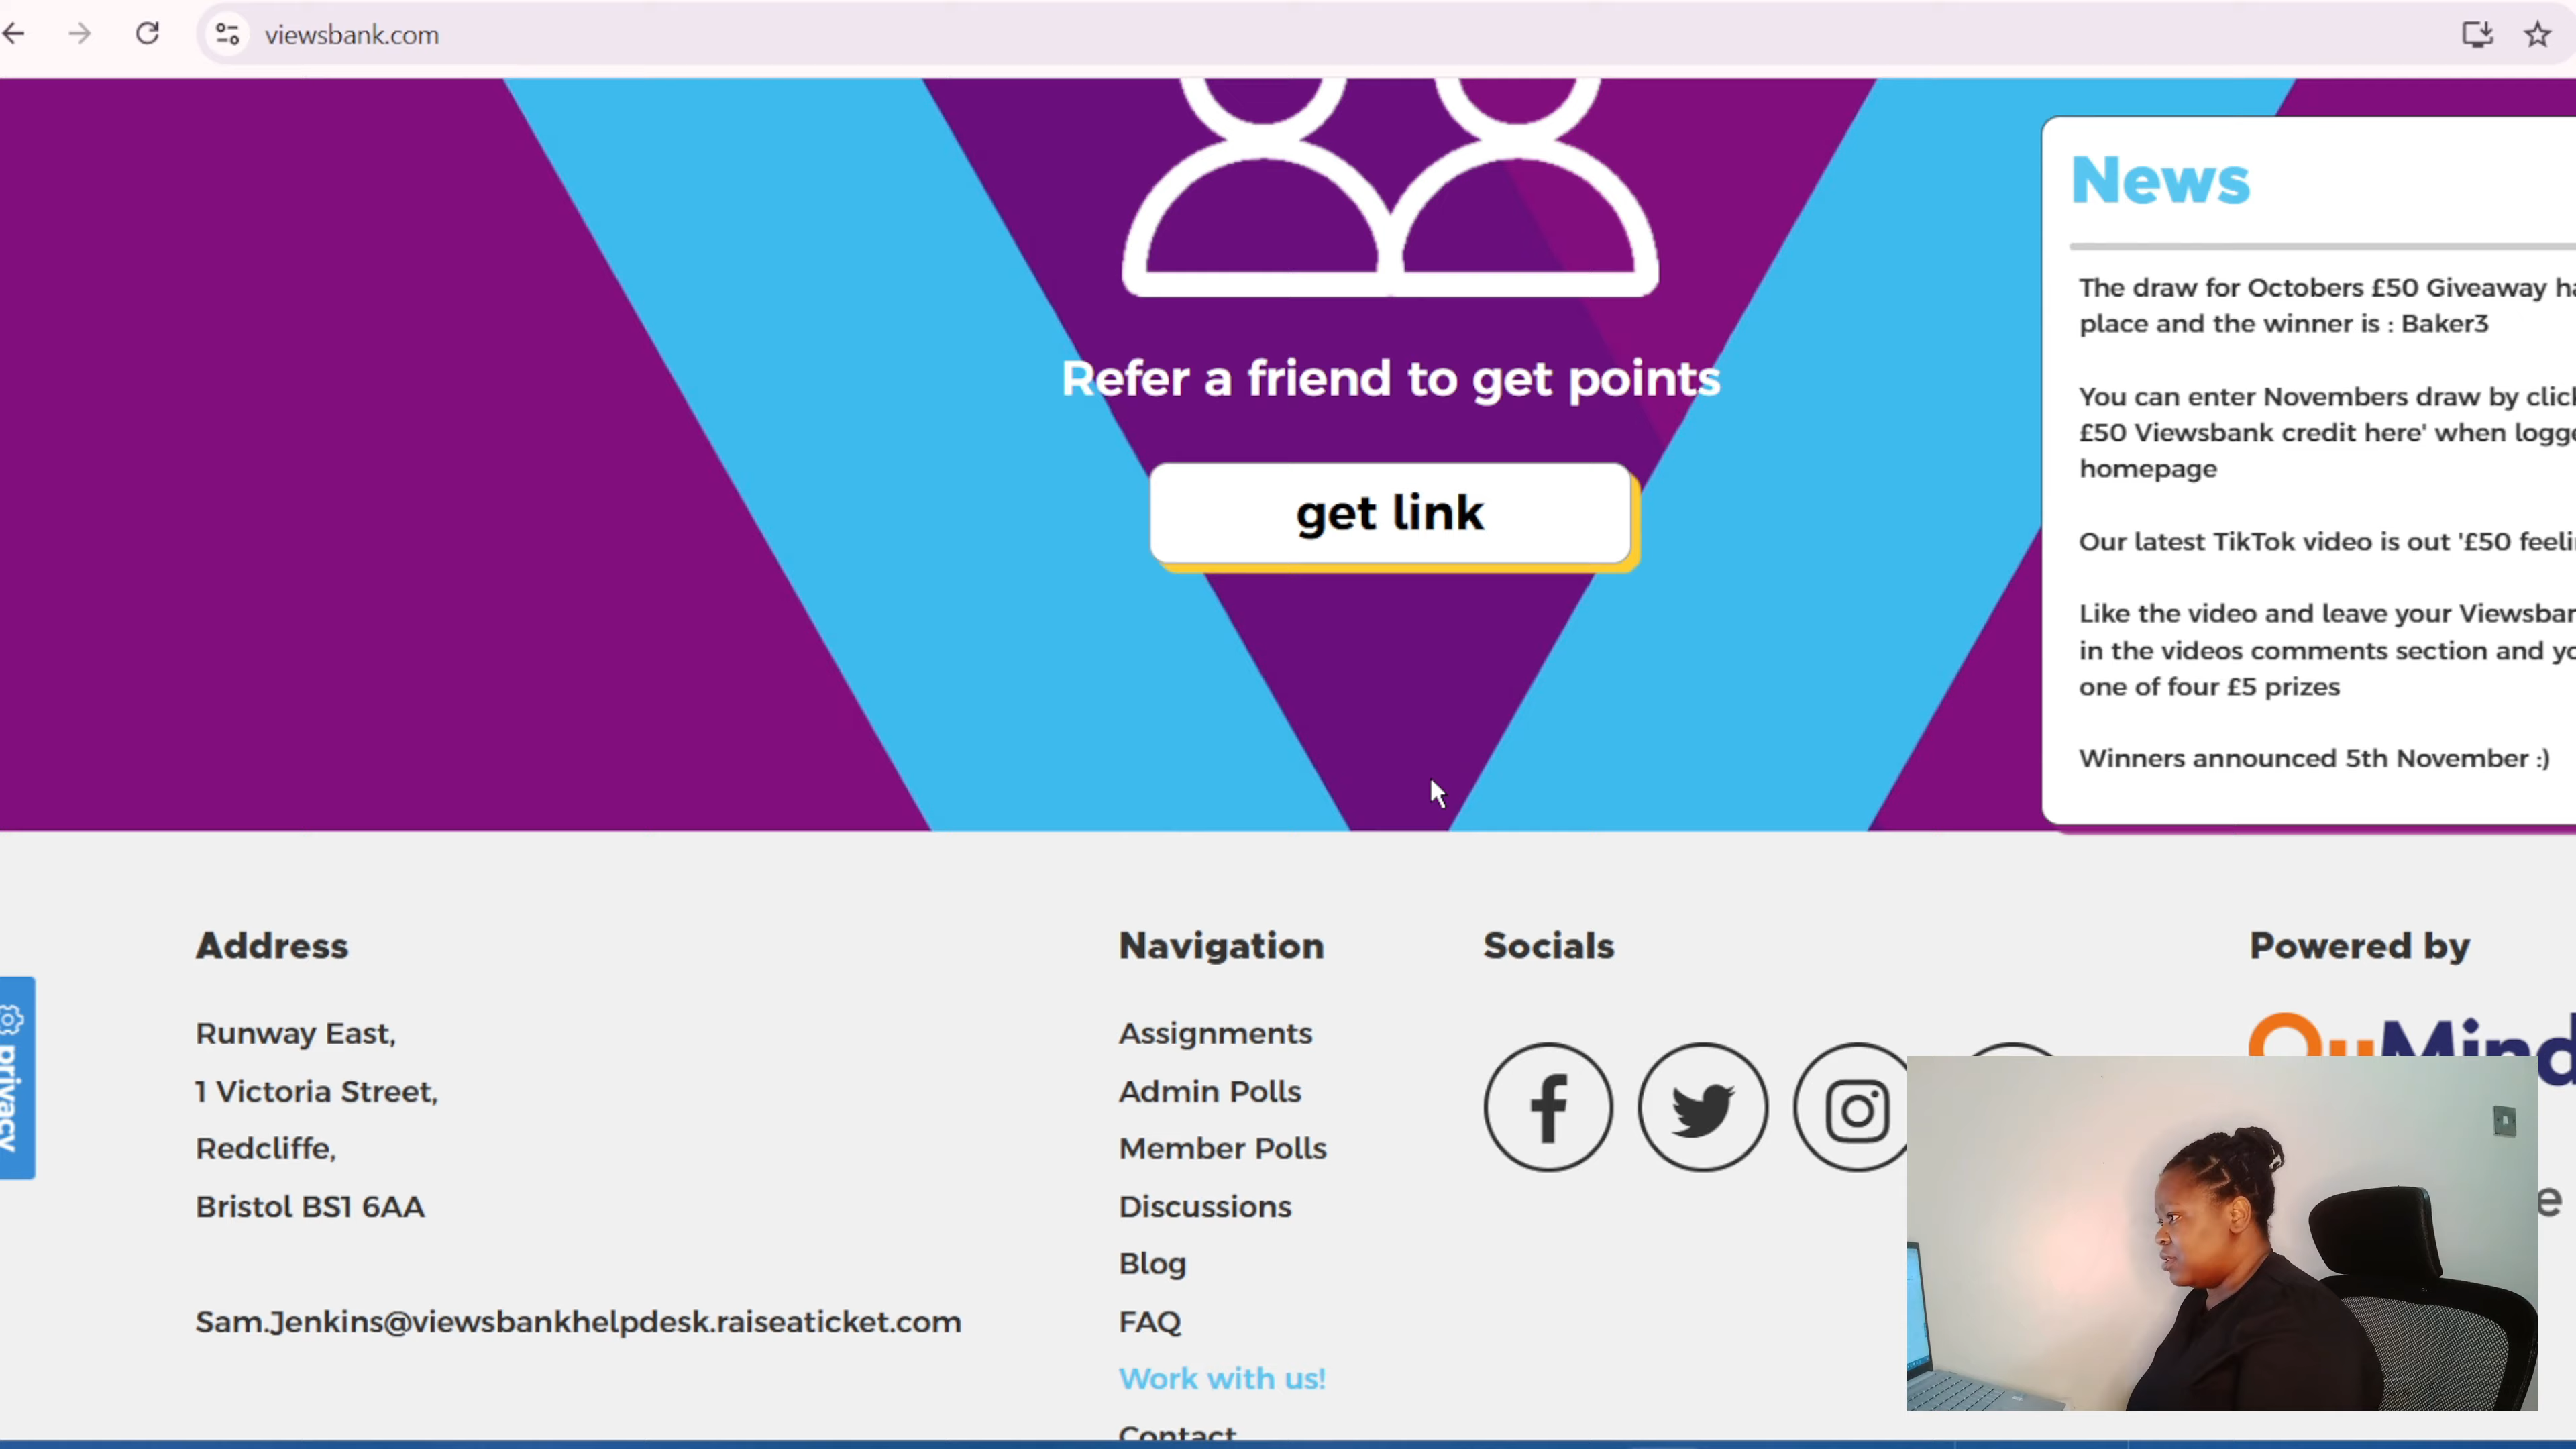 viewsbank.com
Refer a friend to get points
get link
News
The draw for Octobers £50 Giveaway
place and the winner is : Baker3
You can enter Novembers draw by
£50 Viewsbank credit here' when
homepage
Our latest TikTok video is out '£50
Like the video and leave your
in the videos comments section and
one of four £5 prizes
Winners announced 5th November :)
Address
Runway East,
1 Victoria Street,
Redcliffe,
Bristol BS1 6AA
Sam.Jenkins@viewsbankhelpdesk.raiseaticket.com
Navigation
Assignments
Admin Polls
Member Polls
Discussions
Blog
FAQ
Work with us!
Contact
Socials
Powered by
QuMind
privacy